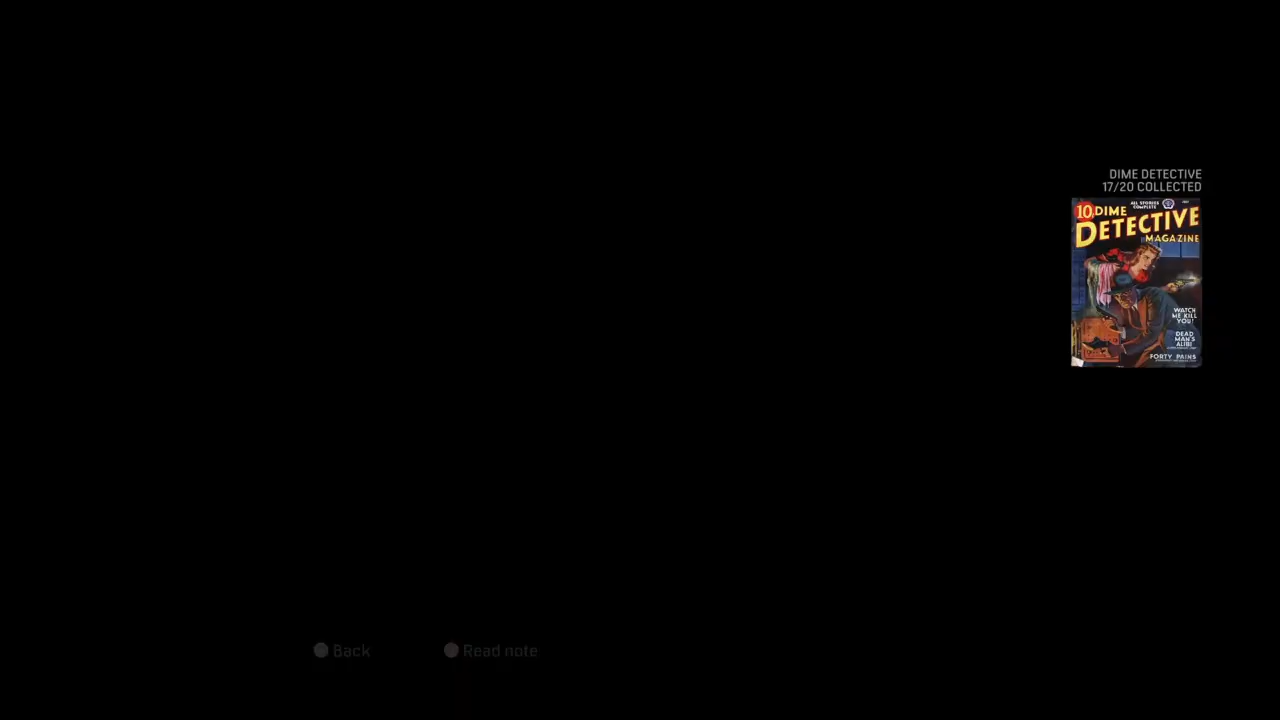 DIME DETECTIVE
17/20 COLLECTED
ALL STORIES
COMPLETE
10¢ DIME
DETECTIVE
MAGAZINE
WATCH
ME KILL
YOU!
DEAD
MAN'S
ALIBI
FORTY PAINS
Back
Read note